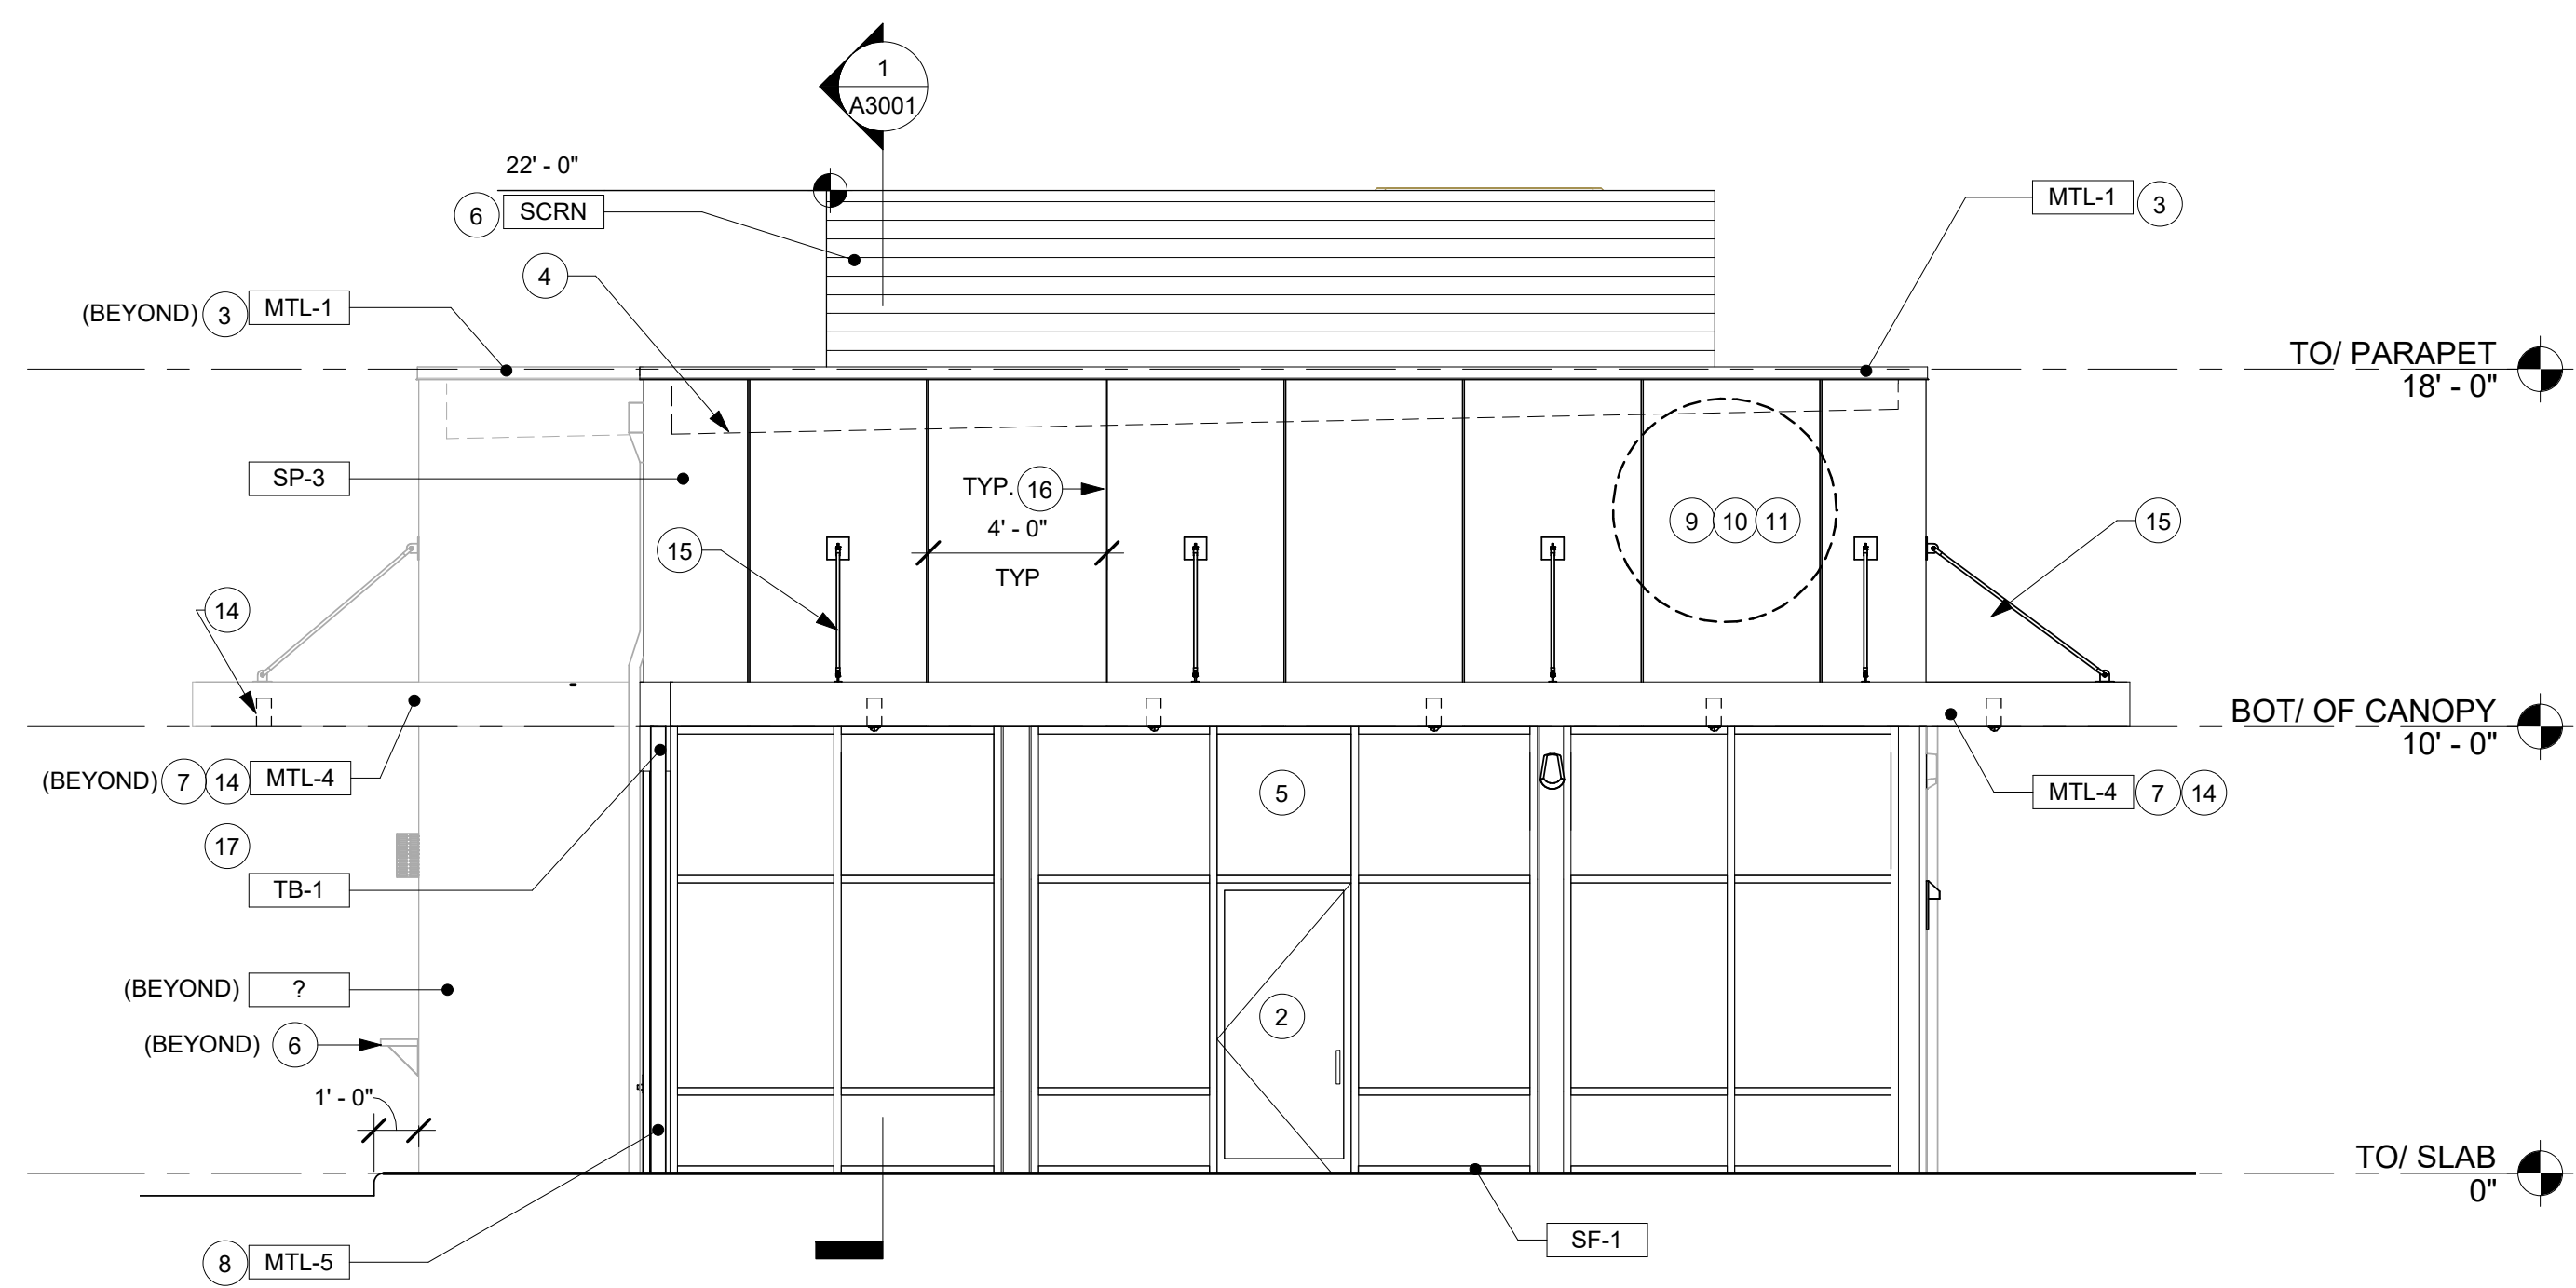 1
A3001
22' - 0"
6 SCRN
MTL-1 3
4
(BEYOND) 3 MTL-1
TO/ PARAPET
18' - 0"
SP-3
TYP. 16
4' - 0"
TYP
15
9 10 11
15
14
BOT/ OF CANOPY
10' - 0"
(BEYOND) 7 14 MTL-4
5
MTL-4 7 14
17
TB-1
(BEYOND) ?
2
(BEYOND) 6
1' - 0"
TO/ SLAB
0"
8 MTL-5
SF-1